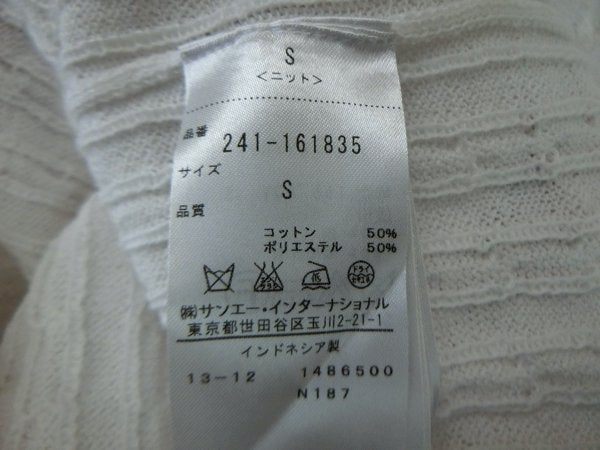 S
<ニット>
品番
241-161835
サイズ
S
品質
コットン 50%
ポリエステル 50%
㈱サンエー・インターナショナル
東京都世田谷区玉川2-21-1
インドネシア製
13-12 1486500
N187